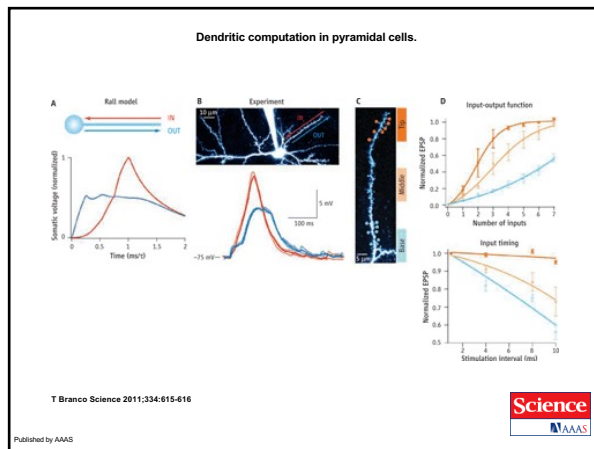 Dendritic computation in pyramidal cells.
A
Rall model
IN
OUT
Somatic voltage (normalized)
1
0
0 0.5 1 1.5 2
Time (ms/τ)
B
Experiment
10 µm
IN
OUT
5 mV
100 ms
–75 mV
C
Tip
Middle
Base
5 µm
D
Input-output function
Normalized EPSP
1.0
0.8
0.6
0.4
0.2
0.0
0 1 2 3 4 5 6 7
Number of inputs
Input timing
Normalized EPSP
1.0
0.9
0.8
0.7
0.6
0.5
2 4 6 8 10
Stimulation interval (ms)
T Branco Science 2011;334:615-616
Science
AAAS
Published by AAAS